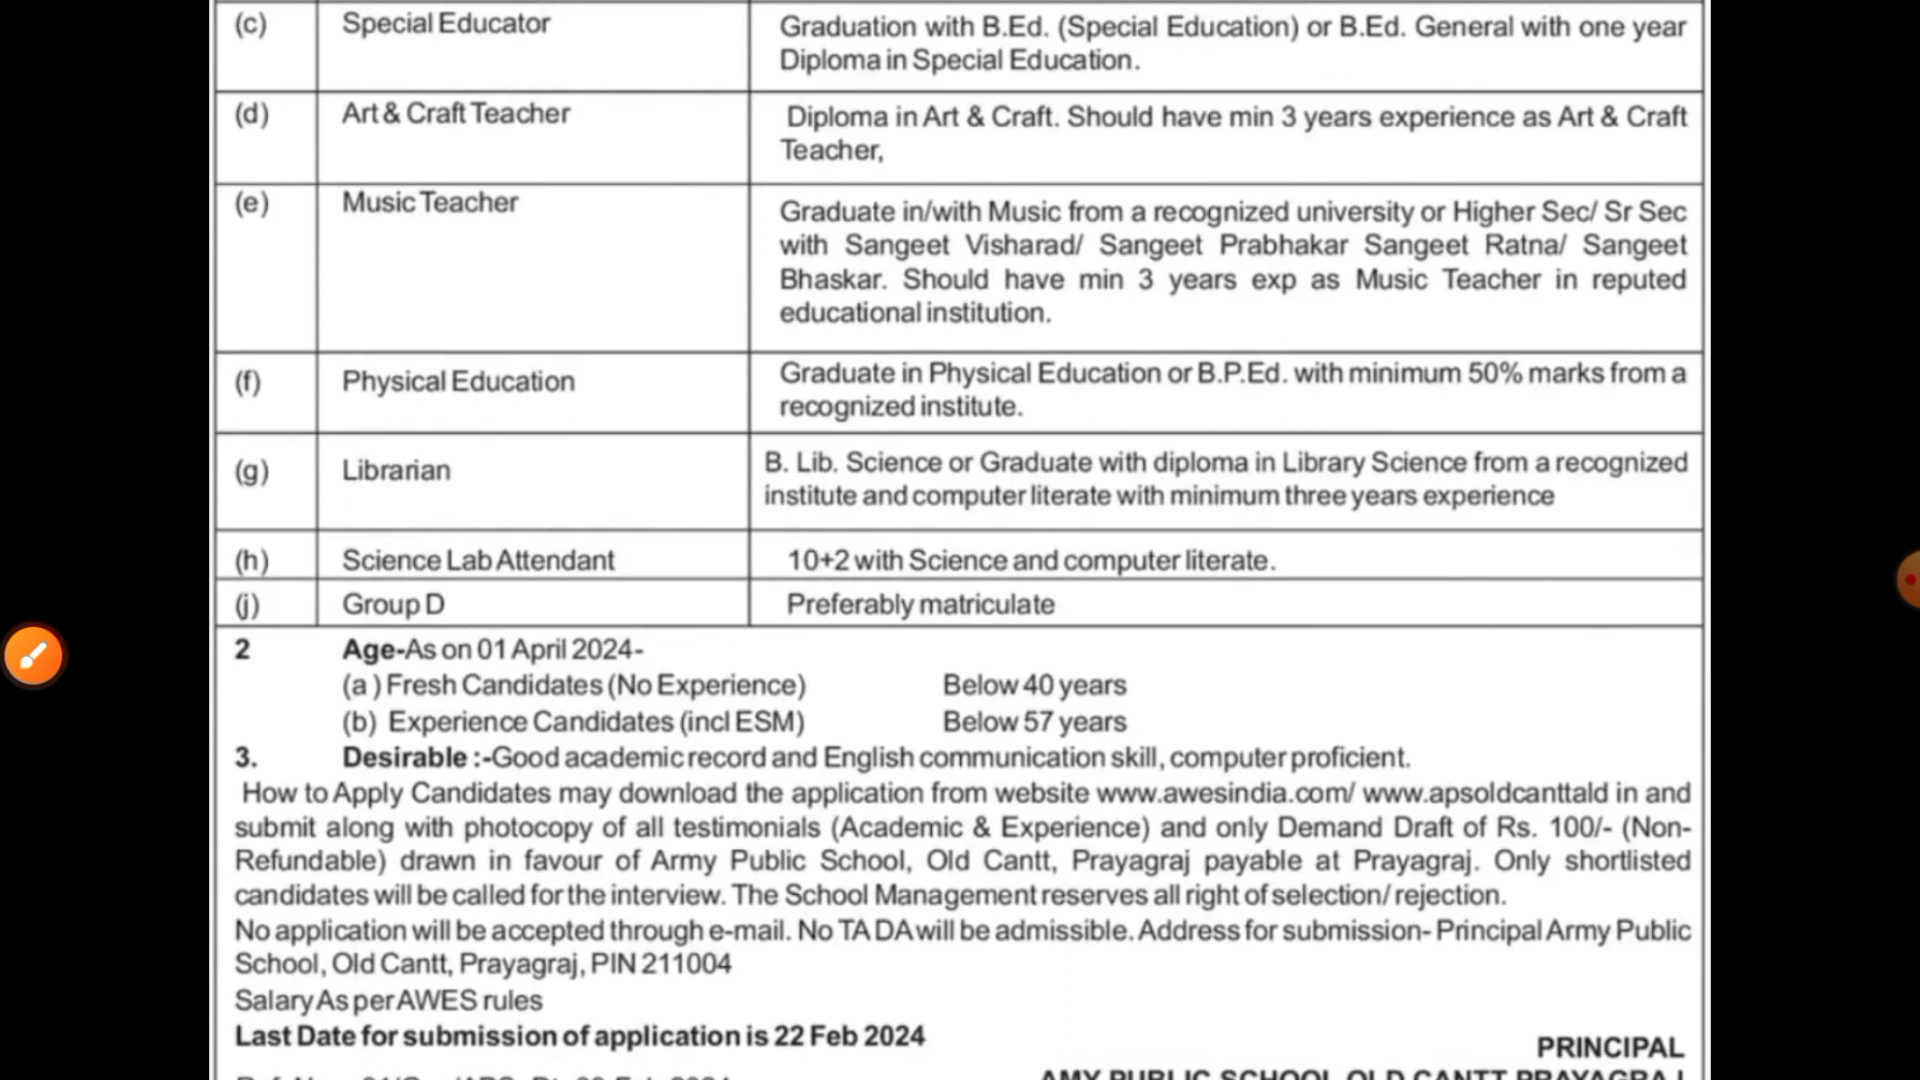 (c) Special Educator Graduation with B.Ed. (Special Education) or B.Ed. General with one year
Diploma in Special Education.
(d) Art & Craft Teacher Diploma in Art & Craft. Should have min 3 years experience as Art & Craft
Teacher,
(e) Music Teacher Graduate in/with Music from a recognized university or Higher Sec/ Sr Sec
with Sangeet Visharad/ Sangeet Prabhakar Sangeet Ratna/ Sangeet
Bhaskar. Should have min 3 years exp as Music Teacher in reputed
educational institution.
(f) Physical Education Graduate in Physical Education or B.P.Ed. with minimum 50% marks from a
recognized institute.
(g) Librarian B. Lib. Science or Graduate with diploma in Library Science from a recognized
institute and computer literate with minimum three years experience
(h) Science Lab Attendant 10+2 with Science and computer literate.
(j) Group D Preferably matriculate
2 Age-As on 01 April 2024-
(a ) Fresh Candidates (No Experience) Below 40 years
(b) Experience Candidates (incl ESM) Below 57 years
3. Desirable :-Good academic record and English communication skill, computer proficient.
How to Apply Candidates may download the application from website www.awesindia.com/ www.apsoldcanttald in and
submit along with photocopy of all testimonials (Academic & Experience) and only Demand Draft of Rs. 100/- (Non-
Refundable) drawn in favour of Army Public School, Old Cantt, Prayagraj payable at Prayagraj. Only shortlisted
candidates will be called for the interview. The School Management reserves all right of selection/ rejection.
No application will be accepted through e-mail. No TA DA will be admissible. Address for submission- Principal Army Public
School, Old Cantt, Prayagraj, PIN 211004
Salary As per AWES rules
Last Date for submission of application is 22 Feb 2024
PRINCIPAL
AMY PUBLIC SCHOOL OLD CANTT PRAYAGRAJ